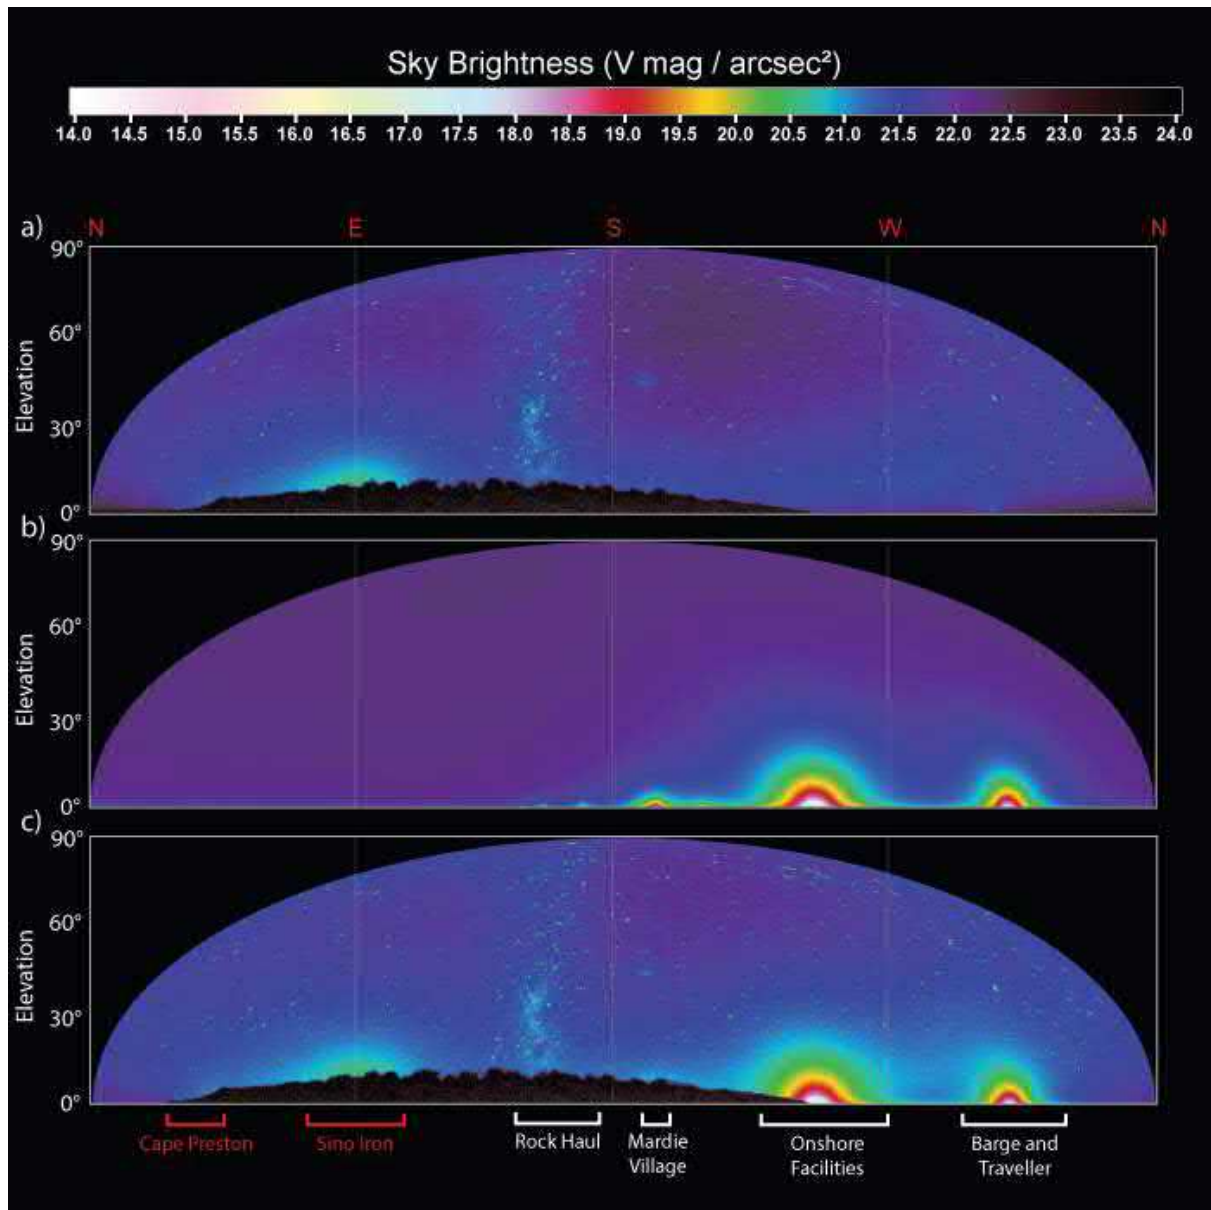 Sky Brightness (V mag / arcsec²)
14.0 14.5 15.0 15.5 16.0 16.5 17.0 17.5 18.0 18.5 19.0 19.5 20.0 20.5 21.0 21.5 22.0 22.5 23.0 23.5 24.0
a)
N E S W N
90°
60°
30°
0°
Elevation
b)
90°
60°
30°
0°
Elevation
c)
90°
60°
30°
0°
Elevation
Cape Preston
Sino Iron
Rock Haul
Mardie
Village
Onshore
Facilities
Barge and
Traveller